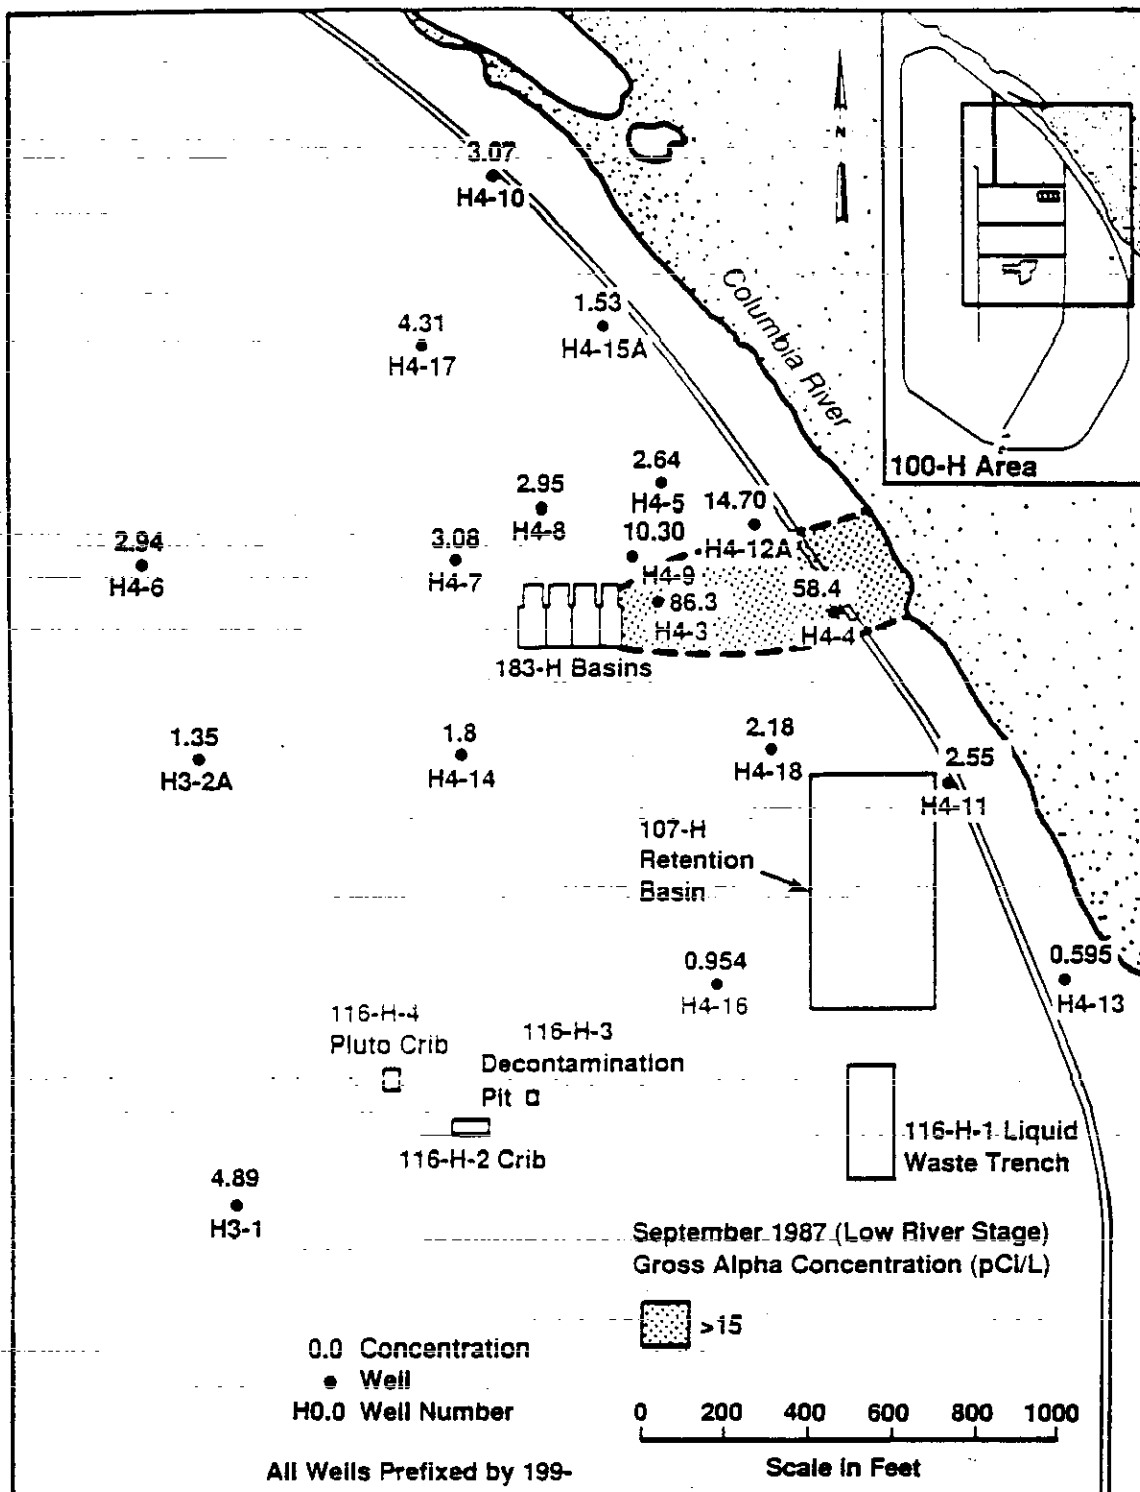 3.07
H4-10
N
Columbia River
1.53
H4-15A
4.31
H4-17
100-H Area
2.64
H4-5
2.95
H4-8
14.70
H4-12A
10.30
H4-9
2.94
H4-6
3.08
H4-7
58.4
H4-4
86.3
H4-3
183-H Basins
1.35
H3-2A
1.8
H4-14
2.18
H4-18
2.55
H4-11
107-H
Retention
Basin
0.954
H4-16
0.595
H4-13
116-H-4
Pluto Crib
116-H-3
Decontamination
Pit
116-H-2 Crib
116-H-1 Liquid
Waste Trench
4.89
H3-1
September 1987 (Low River Stage)
Gross Alpha Concentration (pCi/L)
>15
0.0 Concentration
Well
H0.0 Well Number
0 200 400 600 800 1000
Scale in Feet
All Wells Prefixed by 199-